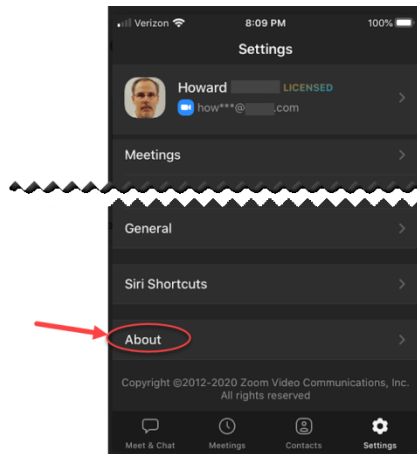 Verizon 8:09 PM 100%
Settings
Howard LICENSED
how***@ .com
Meetings
General
Siri Shortcuts
About
Copyright ©2012-2020 Zoom Video Communications, Inc.
All rights reserved
Meet & Chat Meetings Contacts Settings